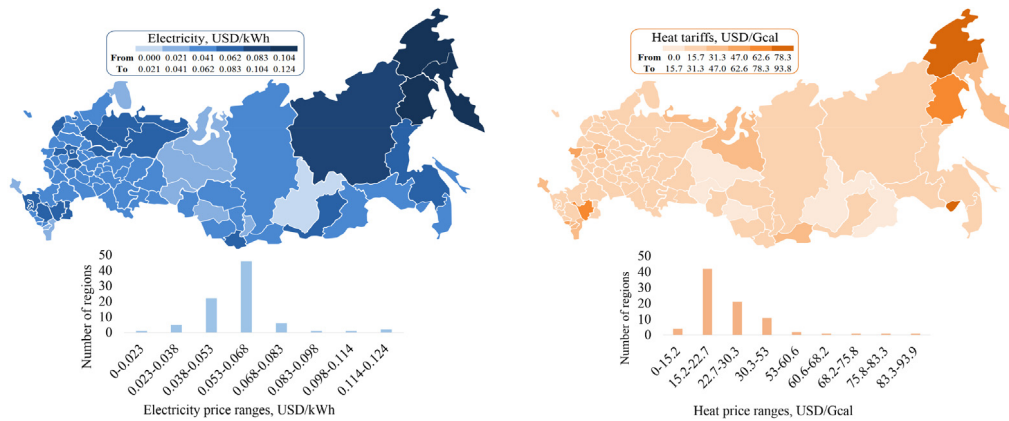 Electricity, USD/kWh
From 0.000 0.021 0.041 0.062 0.083 0.104
To 0.021 0.041 0.062 0.083 0.104 0.124
Number of regions
50
40
30
20
10
0
0-0.023
0.023-0.038
0.038-0.053
0.053-0.068
0.068-0.083
0.083-0.098
0.098-0.114
0.114-0.124
Electricity price ranges, USD/kWh
Heat tariffs, USD/Gcal
From 0.0 15.7 31.3 47.0 62.6 78.3
To 15.7 31.3 47.0 62.6 78.3 93.8
Number of regions
50
40
30
20
10
0
0-15.2
15.2-22.7
22.7-30.3
30.3-53
53-60.6
60.6-68.2
68.2-75.8
75.8-83.3
83.3-93.9
Heat price ranges, USD/Gcal